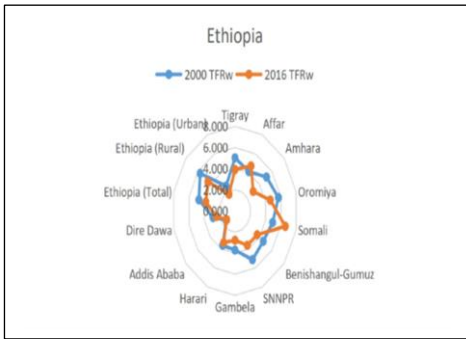 Ethiopia
2000 TFRw 2016 TFRw
Tigray
Ethiopia (Urban) 8.000 Affar
6.000
Ethiopia (Rural) Amhara
4.000
2.000
Ethiopia (Total) Oromiya
0.000
Dire Dawa Somali
Addis Ababa Benishangul-Gumuz
Harari SNNPR
Gambela